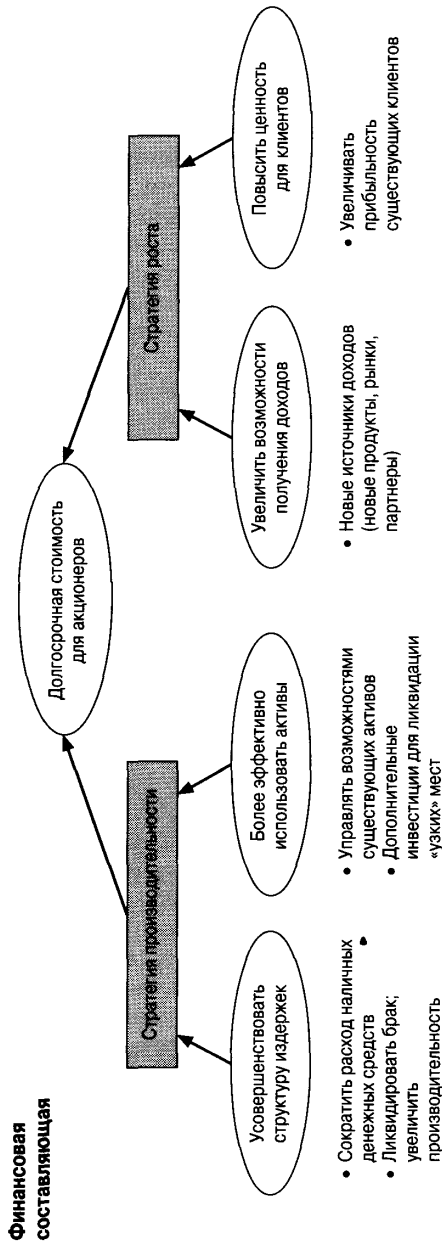 Финансовая
составляющая
Долгосрочная стоимость
для акционеров
Стратегия производительности
Стратегия роста
Усовершенствовать
структуру издержек
Более эффективно
использовать активы
Увеличить возможности
получения доходов
Повысить ценность
для клиентов
• Сократить расход наличных
денежных средств
• Ликвидировать брак;
увеличить
производительность
• Управлять возможностями
существующих активов
• Дополнительные
инвестиции для ликвидации
«узких» мест
• Новые источники доходов
(новые продукты, рынки,
партнеры)
• Увеличивать
прибыльность
существующих клиентов